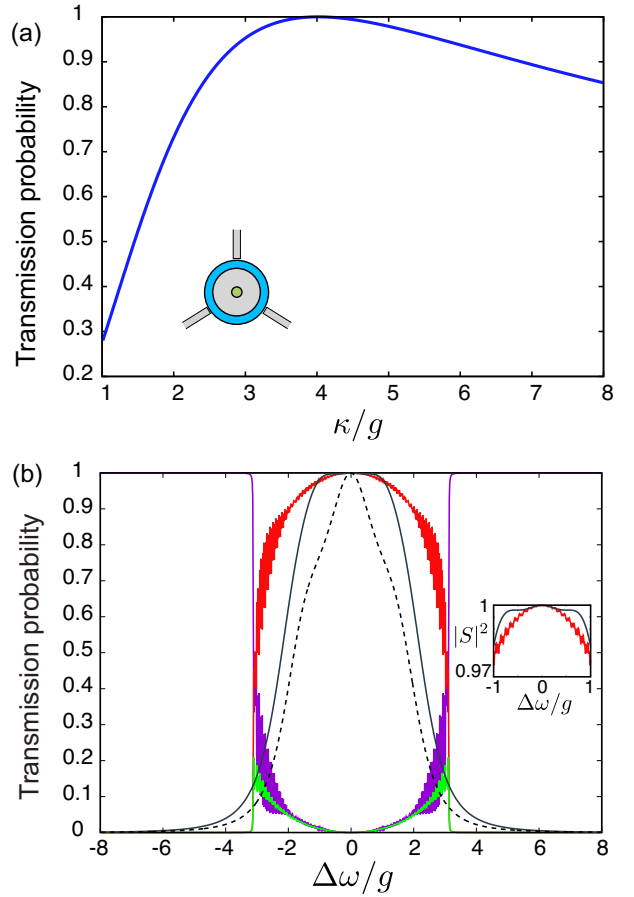 (a)
Transmission probability
1
0.9
0.8
0.7
0.6
0.5
0.4
0.3
0.2
1 2 3 4 5 6 7 8
κ/g
(b)
Transmission probability
1
0.9
0.8
0.7
0.6
0.5
0.4
0.3
0.2
0.1
0
-8 -6 -4 -2 0 2 4 6 8
Δω/g
|S|²
1
0.97
-1 0 1
Δω/g